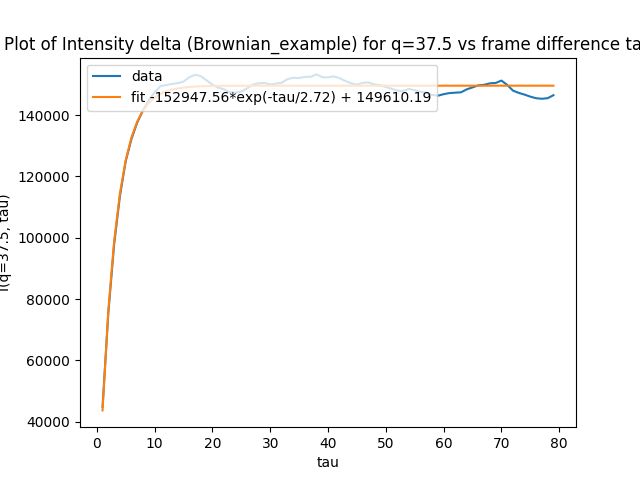 Plot of Intensity delta (Brownian_example) for q=37.5 vs frame difference ta
data
fit -152947.56*exp(-tau/2.72) + 149610.19
I(q=37.5, tau)
140000
120000
100000
80000
60000
40000
0 10 20 30 40 50 60 70 80
tau